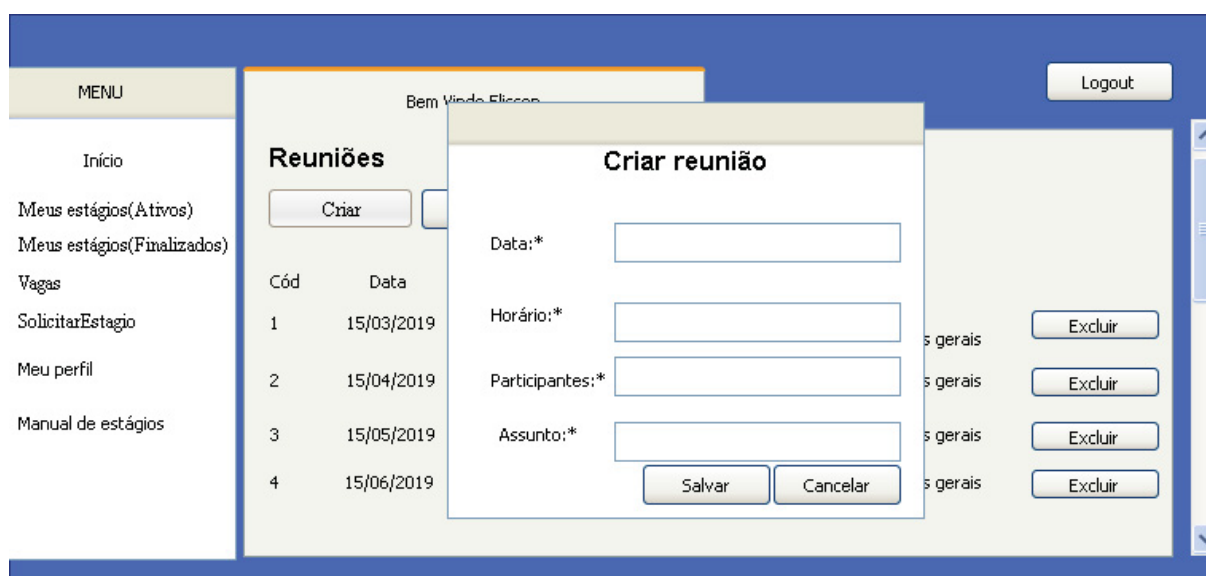 MENU
Início
Meus estágios(Ativos)
Meus estágios(Finalizados)
Vagas
SolicitarEstagio
Meu perfil
Manual de estágios
Logout
Bem
Reuniões
Criar
Cód Data
1 15/03/2019 s gerais Excluir
2 15/04/2019 s gerais Excluir
3 15/05/2019 s gerais Excluir
4 15/06/2019 s gerais Excluir
Criar reunião
Data:*
Horário:*
Participantes:*
Assunto:*
Salvar Cancelar